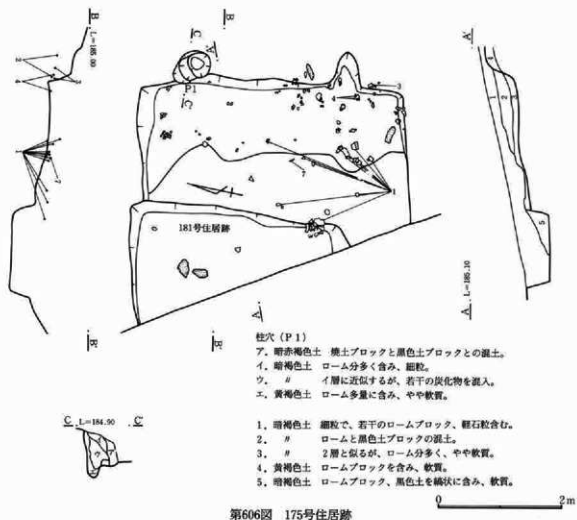 B
L=185.00
B'
C
A'
B
P1
C'
181号住居跡
A
B'
A'
A L=185.10
C L=184.90 C'
柱穴（P1）
ア．暗赤褐色土 焼土ブロックと黒色土ブロックとの混土。
イ．暗褐色土 ローム分多く含み、細粒。
ウ．〃 イ層に近似するが、若干の炭化物を混入。
エ．黄褐色土 ローム多量に含み、やや軟質。
1．暗褐色土 細粒で、若干のロームブロック、軽石粒含む。
2．〃 ロームと黒色土ブロックの混土。
3．〃 2層と似るが、ローム分多く、やや軟質。
4．黄褐色土 ロームブロックを含み、軟質。
5．暗褐色土 ロームブロック、黒色土を縞状に含み、軟質。
0 2m
第606図 175号住居跡